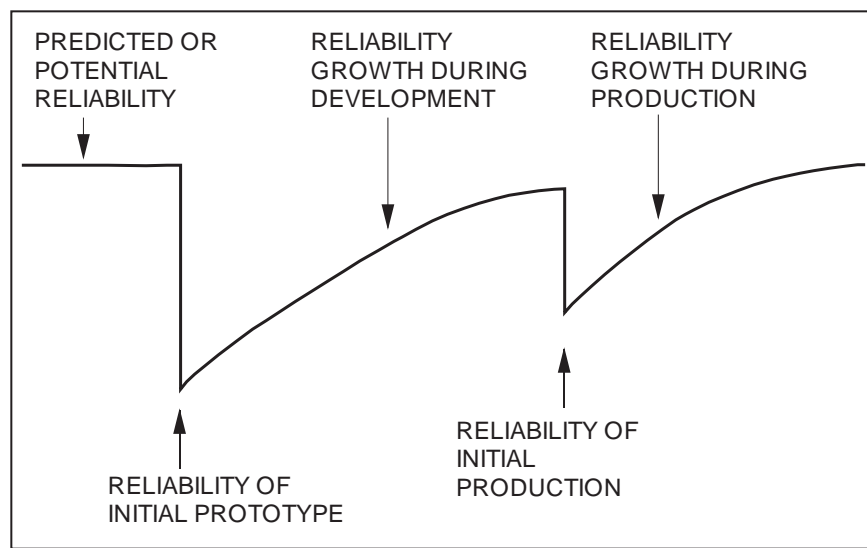 PREDICTED OR
POTENTIAL
RELIABILITY
RELIABILITY
GROWTH DURING
DEVELOPMENT
RELIABILITY
GROWTH DURING
PRODUCTION
RELIABILITY OF
INITIAL PROTOTYPE
RELIABILITY OF
INITIAL
PRODUCTION